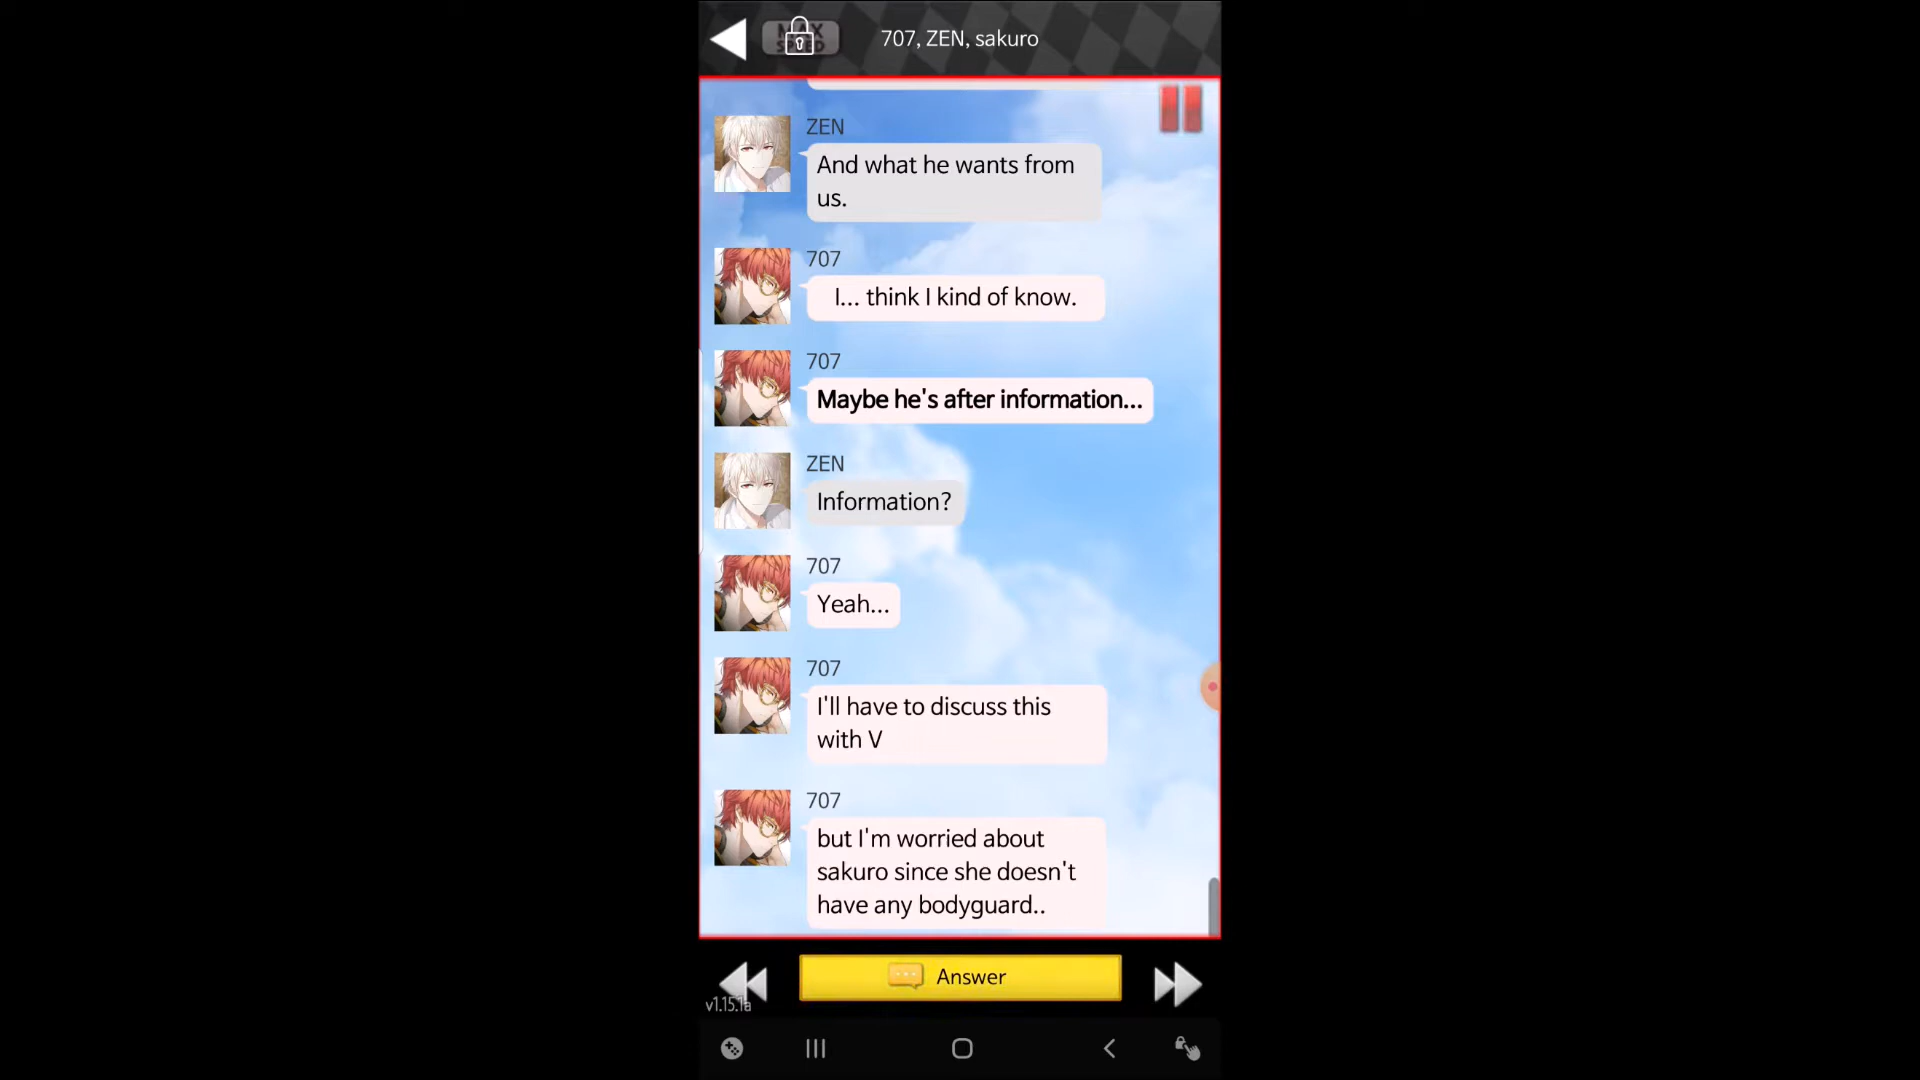 MAX
SPEED
707, ZEN, sakuro
ZEN
And what he wants from
us.
707
I... think I kind of know.
707
Maybe he's after information...
ZEN
Information?
707
Yeah...
707
I'll have to discuss this
with V
707
but I'm worried about
sakuro since she doesn't
have any bodyguard..
Answer
v1.15.1a